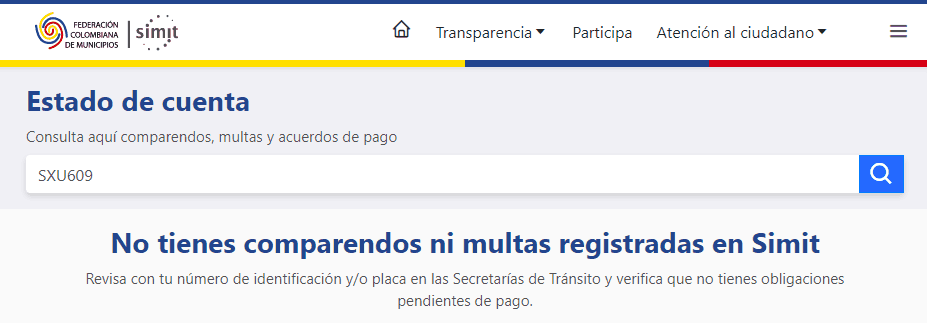 FEDERACIÓN
COLOMBIANA
DE MUNICIPIOS
simit
Transparencia
Participa
Atención al ciudadano
Estado de cuenta
Consulta aquí comparendos, multas y acuerdos de pago
SXU609
No tienes comparendos ni multas registradas en Simit
Revisa con tu número de identificación y/o placa en las Secretarías de Tránsito y verifica que no tienes obligaciones
pendientes de pago.